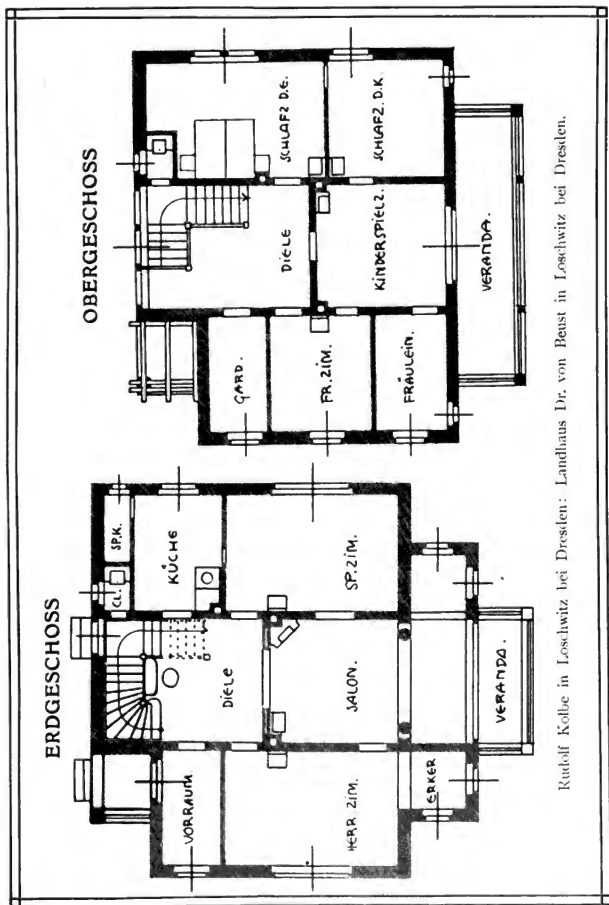 ERDGESCHOSS
CL.
SP.K.
KÜCHE
DIELE
VORRAUM
HERR.ZIM.
SALON.
SP.ZIM.
ERKER
VERANDA.
OBERGESCHOSS
SCHLAFZ.D.E.
DIELE
GARD.
FR.ZIM.
FRÄULEIN.
KINDERSPIELZ.
SCHLAFZ.D.K.
VERANDA.
Rudolf Kolbe in Loschwitz bei Dresden: Landhaus Dr. von Beust in Loschwitz bei Dresden.